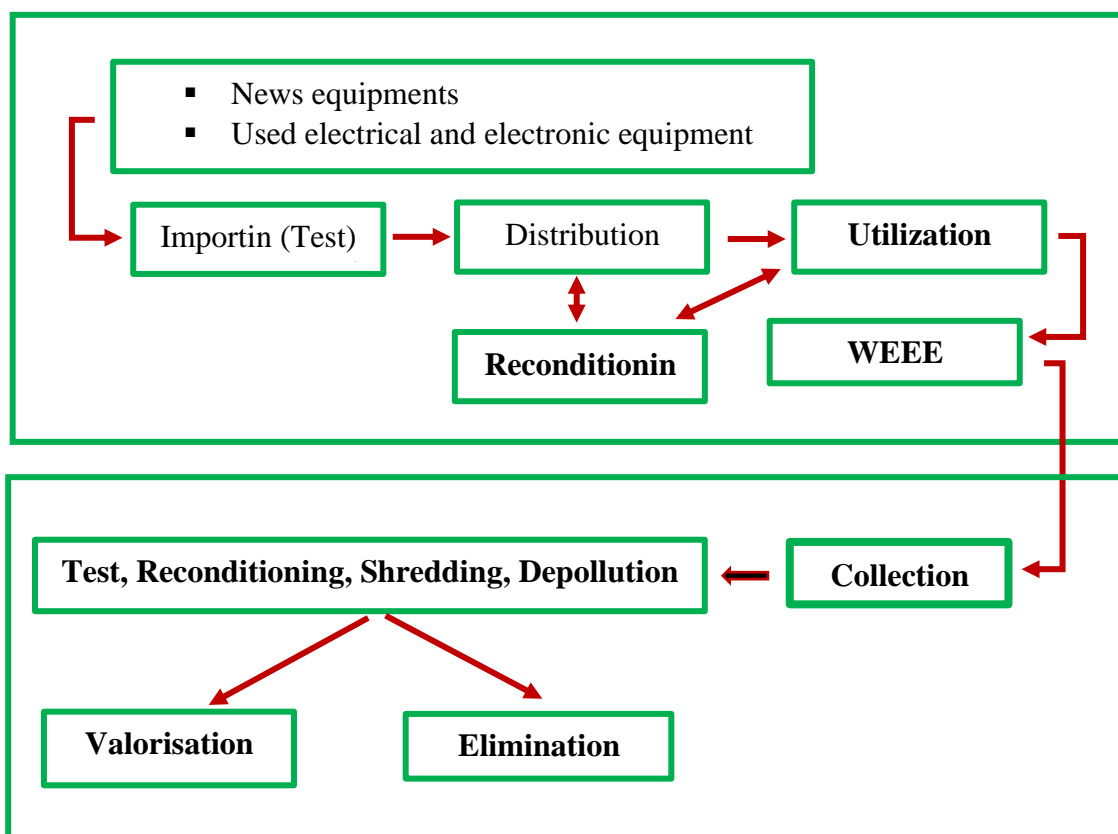 ▪ News equipments
▪ Used electrical and electronic equipment
Importin (Test)
Distribution
Utilization
Reconditionin
WEEE
Test, Reconditioning, Shredding, Depollution
Collection
Valorisation
Elimination